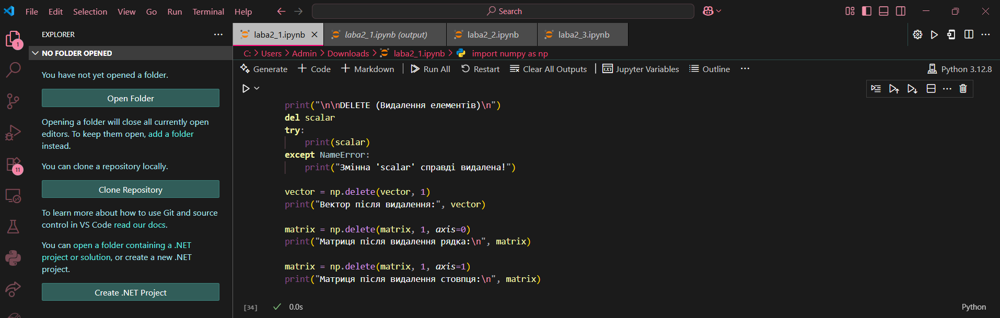 File Edit Selection View Go Run Terminal Help Search
EXPLORER
NO FOLDER OPENED
You have not yet opened a folder.
Open Folder
Opening a folder will close all currently open
editors. To keep them open, add a folder
instead.
You can clone a repository locally.
Clone Repository
To learn more about how to use Git and source
control in VS Code read our docs.
You can open a folder containing a .NET
project or solution, or create a new .NET
project.
Create .NET Project
1
11
laba2_1.ipynb laba2_1.ipynb (output) laba2_2.ipynb laba2_3.ipynb
C: > Users > Admin > Downloads > laba2_1.ipynb > import numpy as np
Generate + Code + Markdown | Run All Restart Clear All Outputs | Jupyter Variables Outline ··· Python 3.12.8
print("\n\nDELETE (Видалення елементів)\n")
del scalar
try:
    print(scalar)
except NameError:
    print("Змінна 'scalar' справді видалена!")
vector = np.delete(vector, 1)
print("Вектор після видалення:", vector)
matrix = np.delete(matrix, 1, axis=0)
print("Матриця після видалення рядка:\n", matrix)
matrix = np.delete(matrix, 1, axis=1)
print("Матриця після видалення стовпця:\n", matrix)
[34] ✓ 0.0s Python